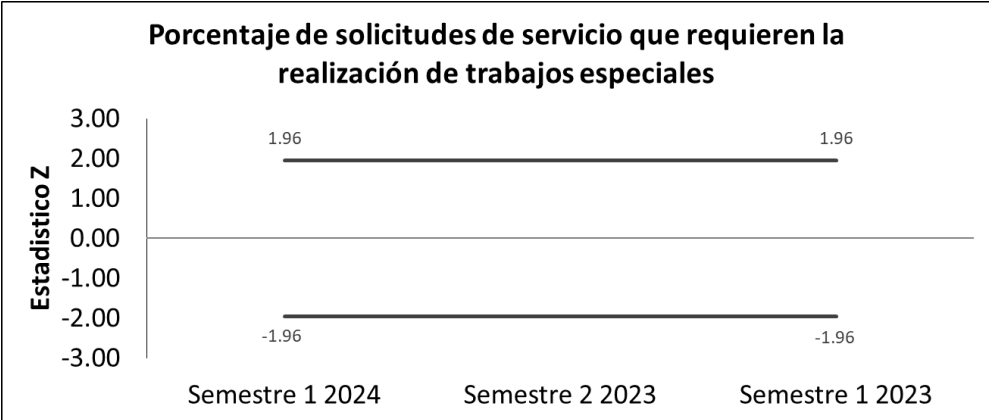 Porcentaje de solicitudes de servicio que requieren la
realización de trabajos especiales
Estadistico Z
3.00
2.00
1.00
0.00
-1.00
-2.00
-3.00
1.96
1.96
-1.96
-1.96
Semestre 1 2024
Semestre 2 2023
Semestre 1 2023